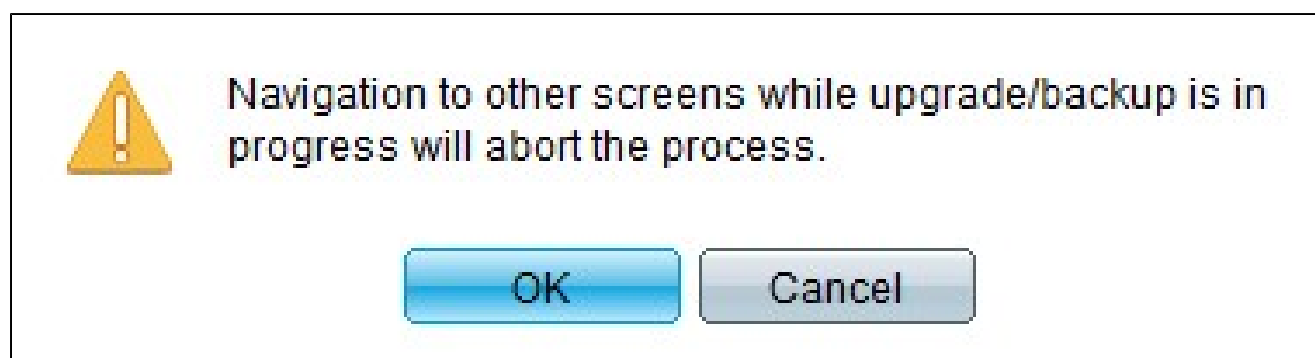 Navigation to other screens while upgrade/backup is in
progress will abort the process.
OK
Cancel